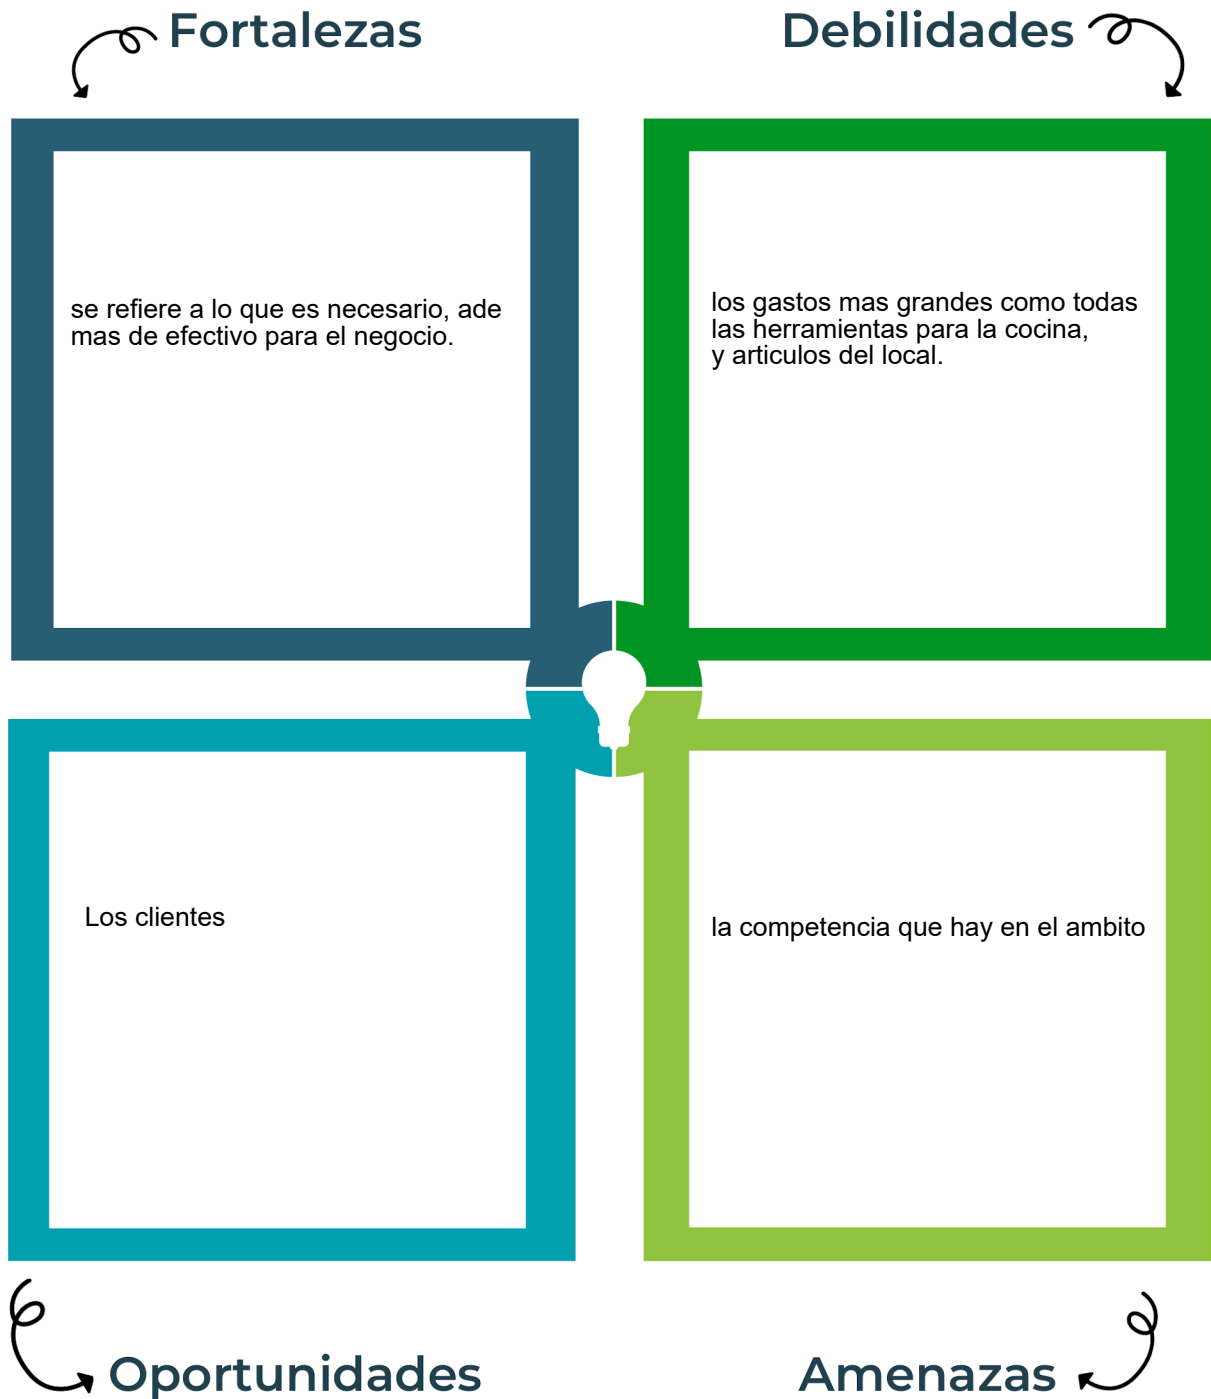 Fortalezas
Debilidades
se refiere a lo que es necesario, ade
mas de efectivo para el negocio.
los gastos mas grandes como todas
las herramientas para la cocina,
y articulos del local.
Los clientes
la competencia que hay en el ambito
Oportunidades
Amenazas